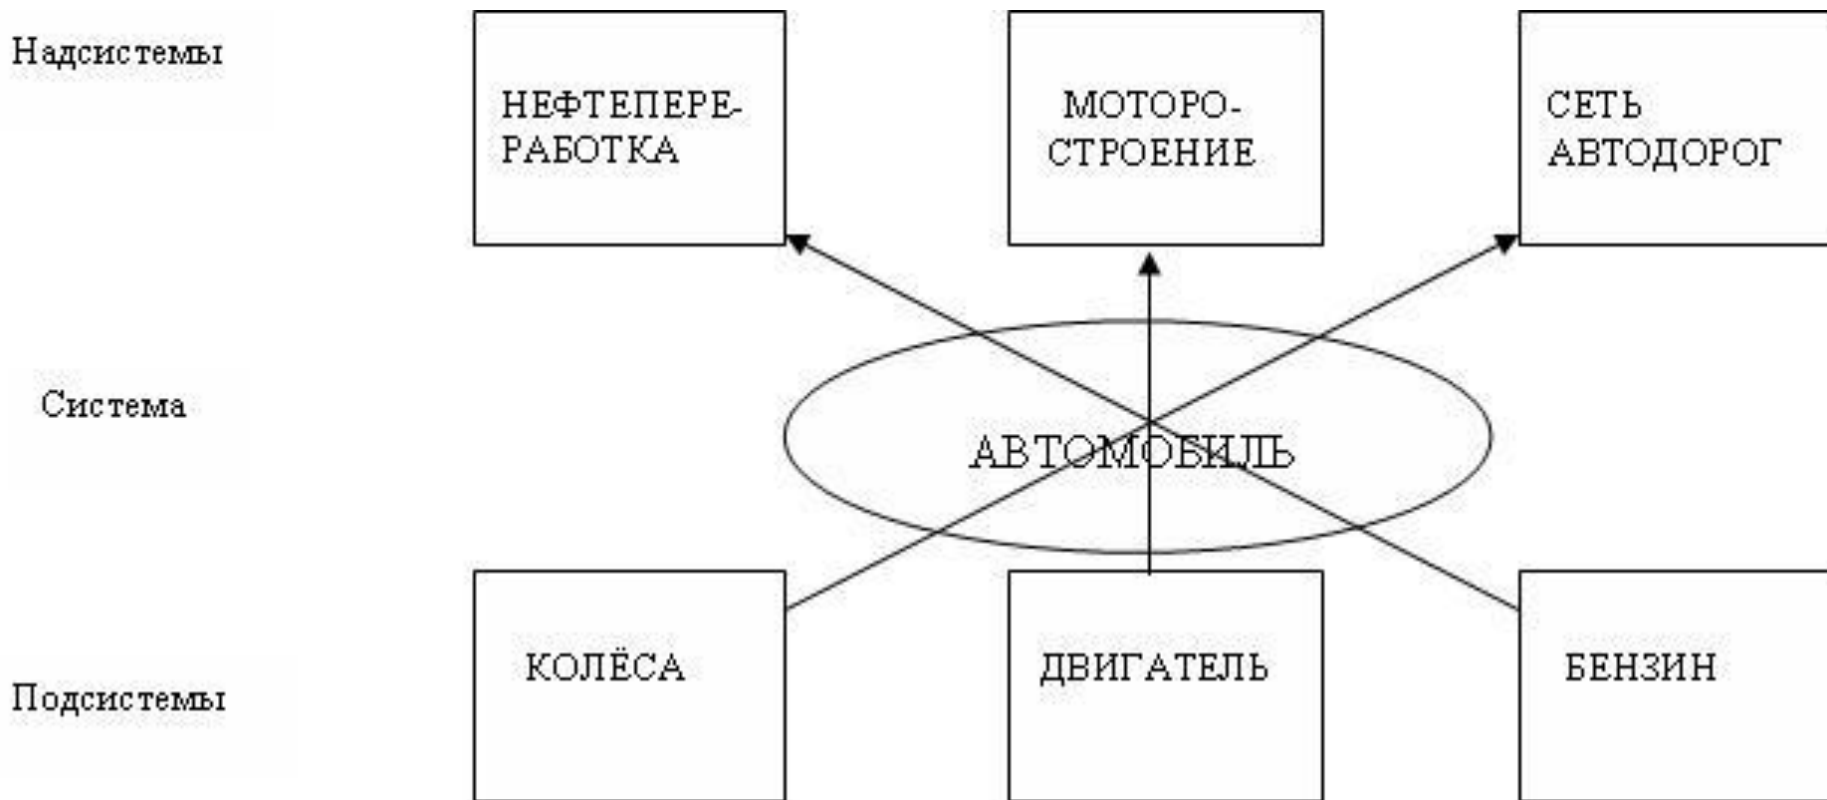 Надсистемы
НЕФТЕПЕРЕ-
РАБОТКА
МОТОРО-
СТРОЕНИЕ
СЕТЬ
АВТОДОРОГ
Система
АВТОМОБИЛЬ
Подсистемы
КОЛЁСА
ДВИГАТЕЛЬ
БЕНЗИН